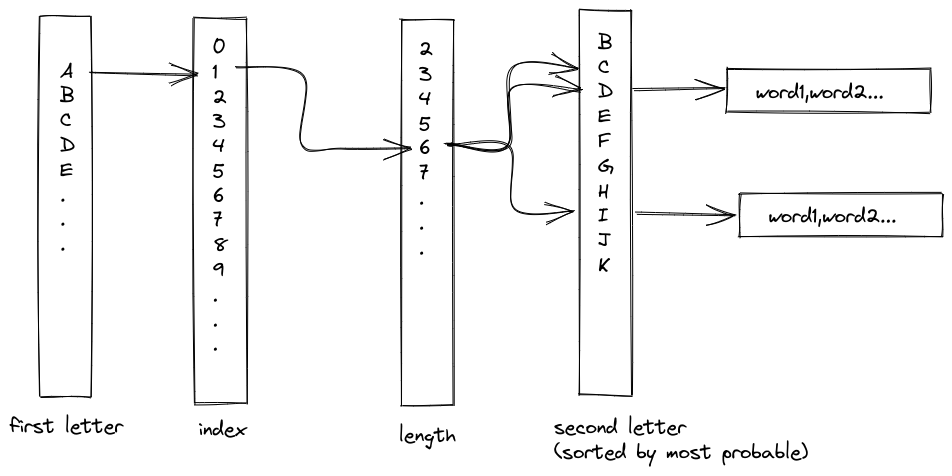 A
B
C
D
E
.
.
.
first letter
0
1
2
3
4
5
6
7
8
9
.
.
.
index
2
3
4
5
6
7
.
.
.
length
B
C
D
E
F
G
H
I
J
K
second letter
(sorted by most probable)
word1,word2...
word1,word2...